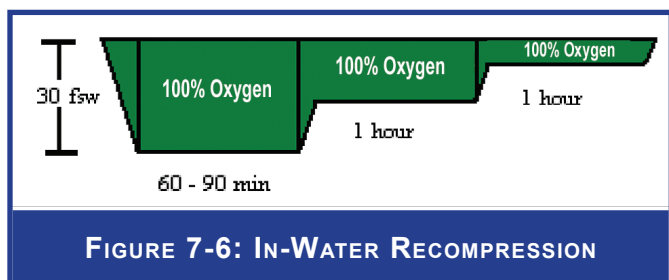 30 fsw
100% Oxygen
60 - 90 min
100% Oxygen
1 hour
100% Oxygen
1 hour
FIGURE 7-6: IN-WATER RECOMPRESSION